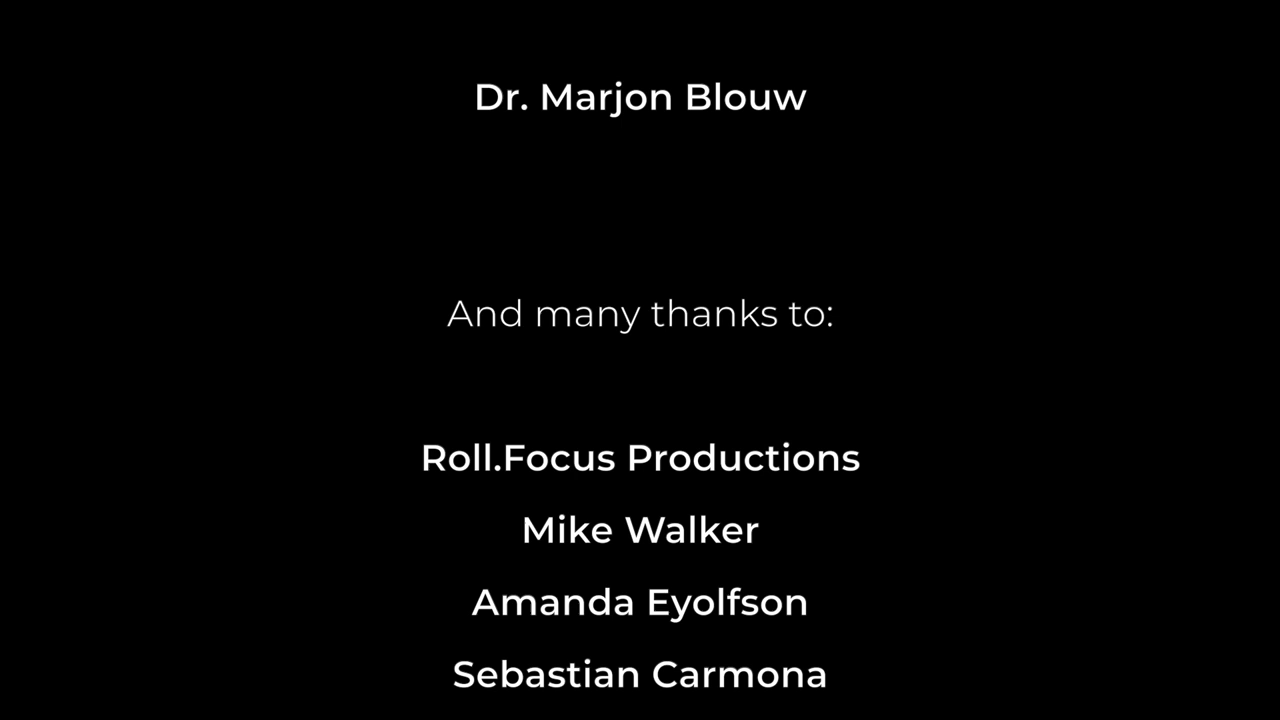 Dr. Marjon Blouw
And many thanks to:
Roll.Focus Productions
Mike Walker
Amanda Eyolfson
Sebastian Carmona